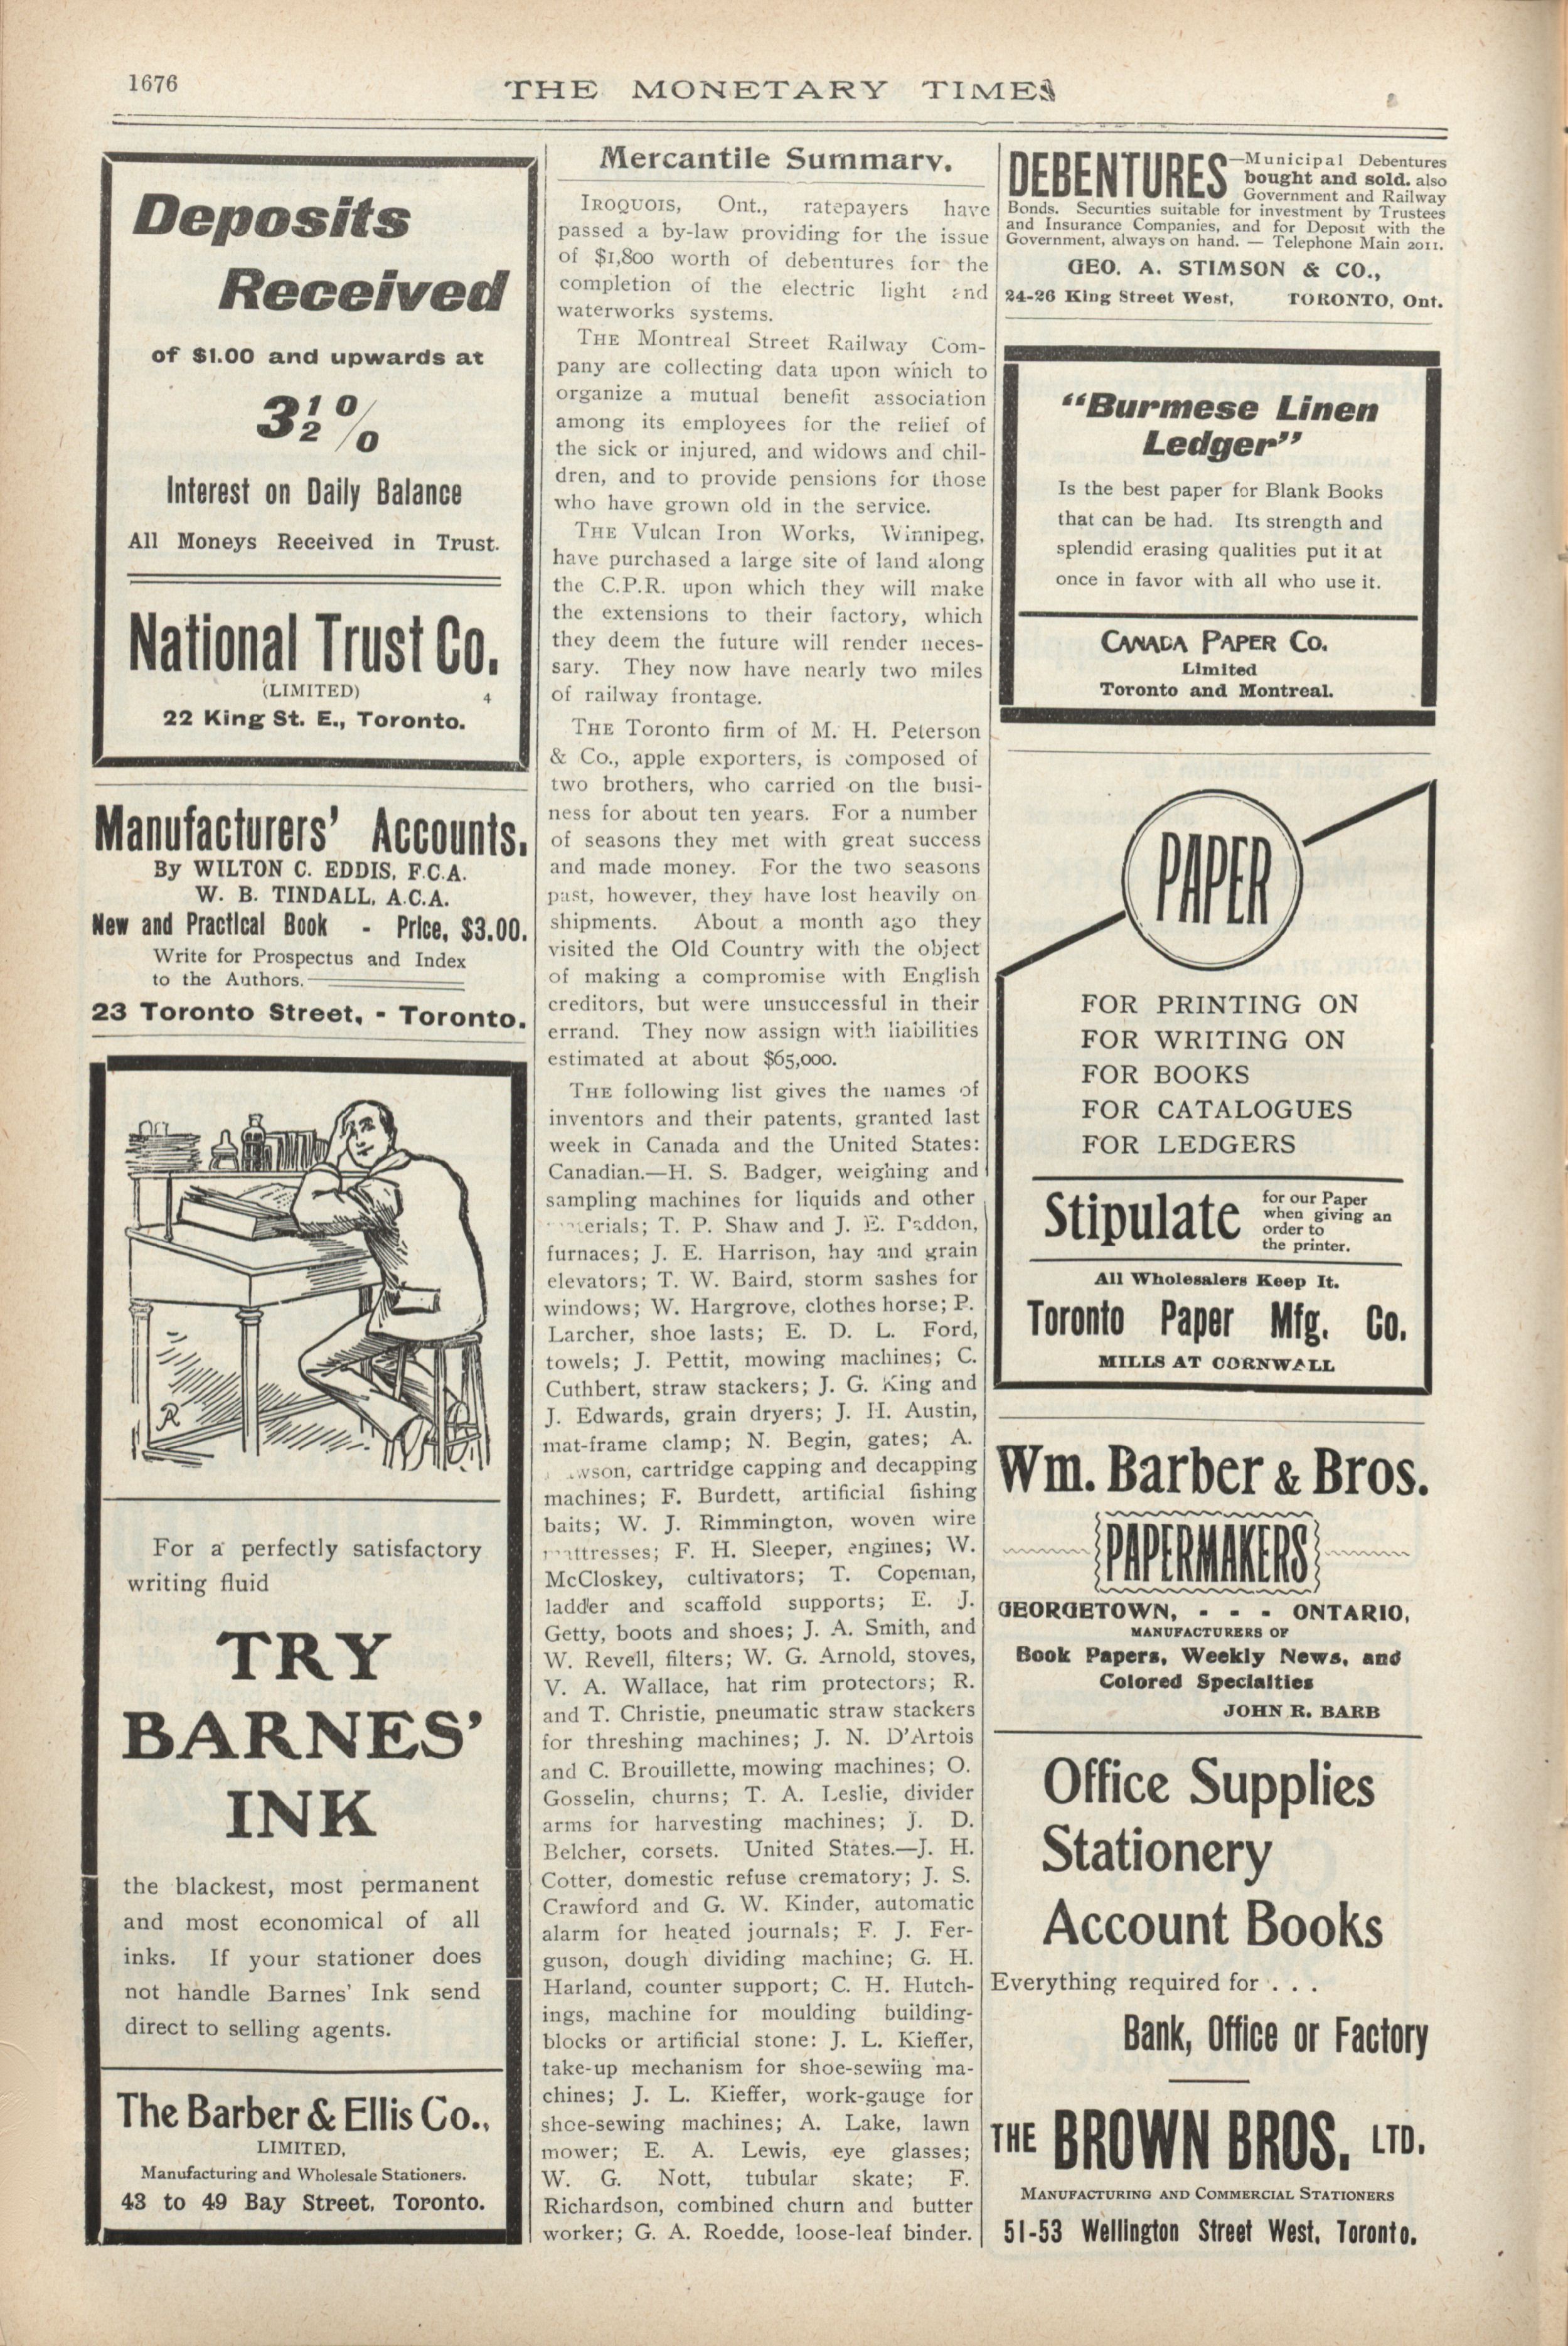 1676
THE MONETARY TIMES
Deposits
Received
of $1.00 and upwards at
3½%
Interest on Daily Balance
All Moneys Received in Trust.
National Trust Co.
(LIMITED) 4
22 King St. E., Toronto.
Manufacturers' Accounts.
By WILTON C. EDDIS, F.C.A.
W. B. TINDALL, A.C.A.
New and Practical Book - Price, $3.00.
Write for Prospectus and Index
to the Authors.
23 Toronto Street, - Toronto.
R
For a perfectly satisfactory
writing fluid
TRY
BARNES'
INK
the blackest, most permanent
and most economical of all
inks. If your stationer does
not handle Barnes' Ink send
direct to selling agents.
The Barber & Ellis Co.,
LIMITED,
Manufacturing and Wholesale Stationers.
43 to 49 Bay Street, Toronto.
Mercantile Summary.
IROQUOIS, Ont., ratepayers have
passed a by-law providing for the issue
of $1,800 worth of debentures for the
completion of the electric light and
waterworks systems.
THE Montreal Street Railway Com-
pany are collecting data upon which to
organize a mutual benefit association
among its employees for the relief of
the sick or injured, and widows and chil-
dren, and to provide pensions for those
who have grown old in the service.
THE Vulcan Iron Works, Winnipeg,
have purchased a large site of land along
the C.P.R. upon which they will make
the extensions to their factory, which
they deem the future will render neces-
sary. They now have nearly two miles
of railway frontage.
THE Toronto firm of M. H. Peterson
& Co., apple exporters, is composed of
two brothers, who carried on the busi-
ness for about ten years. For a number
of seasons they met with great success
and made money. For the two seasons
past, however, they have lost heavily on
shipments. About a month ago they
visited the Old Country with the object
of making a compromise with English
creditors, but were unsuccessful in their
errand. They now assign with liabilities
estimated at about $65,000.
THE following list gives the names of
inventors and their patents, granted last
week in Canada and the United States:
Canadian.—H. S. Badger, weighing and
sampling machines for liquids and other
T. P. Shaw and J. E. Paddon,
furnaces; J. E. Harrison, hay and grain
elevators; T. W. Baird, storm sashes for
windows; W. Hargrove, clothes horse; P.
Larcher, shoe lasts; E. D. L. Ford,
towels; J. Pettit, mowing machines; C.
Cuthbert, straw stackers; J. G. King and
J. Edwards, grain dryers; J. H. Austin,
mat-frame clamp; N. Begin, gates; A.
cartridge capping and decapping
machines; F. Burdett, artificial fishing
baits; W. J. Rimmington, woven wire
mattresses; F. H. Sleeper, engines; W.
McCloskey, cultivators; T. Copeman,
ladder and scaffold supports; E. J.
Getty, boots and shoes; J. A. Smith, and
W. Revell, filters; W. G. Arnold, stoves,
V. A. Wallace, hat rim protectors; R.
and T. Christie, pneumatic straw stackers
for threshing machines; J. N. D'Artois
and C. Brouillette, mowing machines; O.
Gosselin, churns; T. A. Leslie, divider
arms for harvesting machines; J. D.
Belcher, corsets. United States.—J. H.
Cotter, domestic refuse crematory; J. S.
Crawford and G. W. Kinder, automatic
alarm for heated journals; F. J. Fer-
guson, dough dividing machine; G. H.
Harland, counter support; C. H. Hutch-
ings, machine for moulding building-
blocks or artificial stone: J. L. Kieffer,
take-up mechanism for shoe-sewing ma-
chines; J. L. Kieffer, work-gauge for
shoe-sewing machines; A. Lake, lawn
mower; E. A. Lewis, eye glasses;
W. G. Nott, tubular skate; F.
Richardson, combined churn and butter
worker; G. A. Roedde, loose-leaf binder.
DEBENTURES—Municipal Debentures
bought and sold. also
Government and Railway
Bonds. Securities suitable for investment by Trustees
and Insurance Companies, and for Deposit with the
Government, always on hand. — Telephone Main 2011.
GEO. A. STIMSON & CO.,
24-26 King Street West, TORONTO, Ont.
"Burmese Linen
Ledger"
Is the best paper for Blank Books
that can be had. Its strength and
splendid erasing qualities put it at
once in favor with all who use it.
CANADA PAPER CO.
Limited
Toronto and Montreal.
PAPER
FOR PRINTING ON
FOR WRITING ON
FOR BOOKS
FOR CATALOGUES
FOR LEDGERS
Stipulate for our Paper
when giving an
order to
the printer.
All Wholesalers Keep It.
Toronto Paper Mfg. Co.
MILLS AT CORNWALL
Wm. Barber & Bros.
PAPERMAKERS
GEORGETOWN, - - - ONTARIO,
MANUFACTURERS OF
Book Papers, Weekly News, and
Colored Specialties
JOHN R. BARB
Office Supplies
Stationery
Account Books
Everything required for . . .
Bank, Office or Factory
THE BROWN BROS. LTD.
MANUFACTURING AND COMMERCIAL STATIONERS
51-53 Wellington Street West, Toronto.